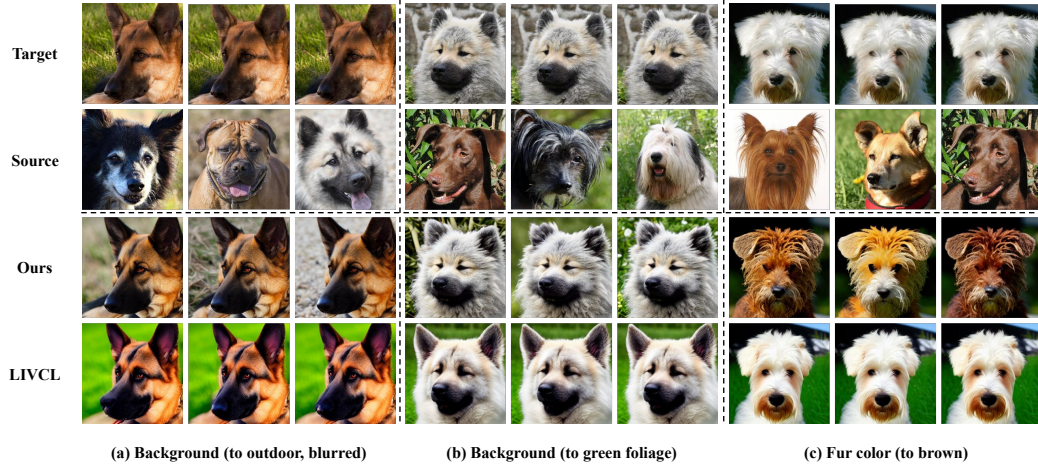 Target
Source
Ours
LIVCL
(a) Background (to outdoor, blurred)
(b) Background (to green foliage)
(c) Fur color (to brown)